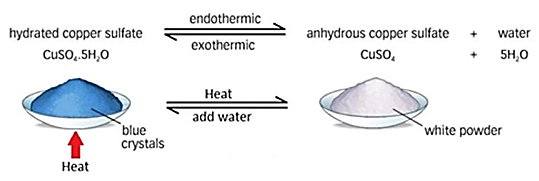 endothermic
hydrated copper sulfate anhydrous copper sulfate + water
exothermic
CuSO₄.5H₂O CuSO₄ + 5H₂O
Heat
add water
blue
crystals
white powder
Heat